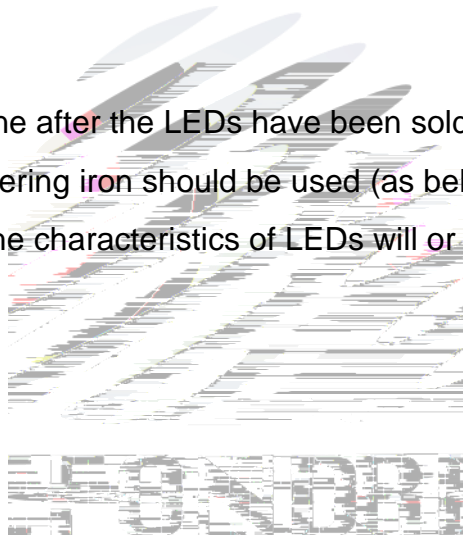 ne after the LEDs have been sold
ering iron should be used (as bel
ne characteristics of LEDs will or